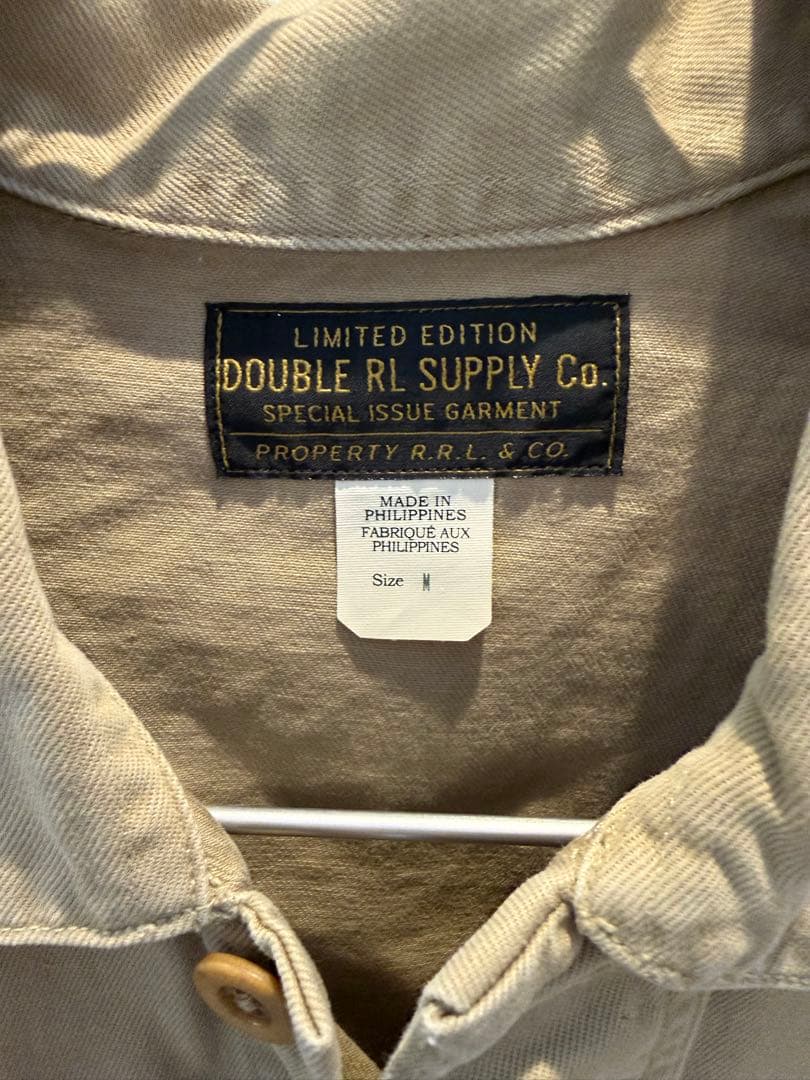 LIMITED EDITION
DOUBLE RL SUPPLY Co.
SPECIAL ISSUE GARMENT
PROPERTY R.R.L. & CO.
MADE IN
PHILIPPINES
FABRIQUÉ AUX
PHILIPPINES
Size M